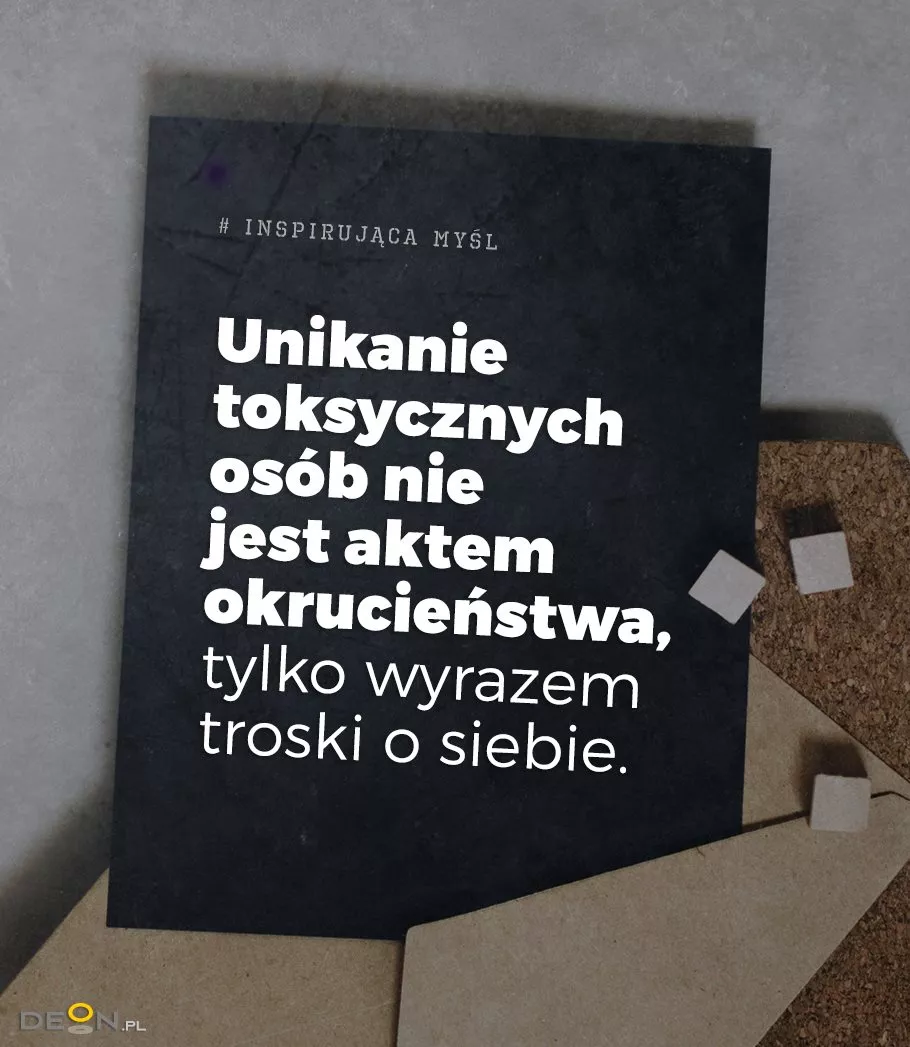 # INSPIRUJĄCA MYŚL
Unikanie
toksycznych
osób nie
jest aktem
okrucieństwa,
tylko wyrazem
troski o siebie.
DEON.PL